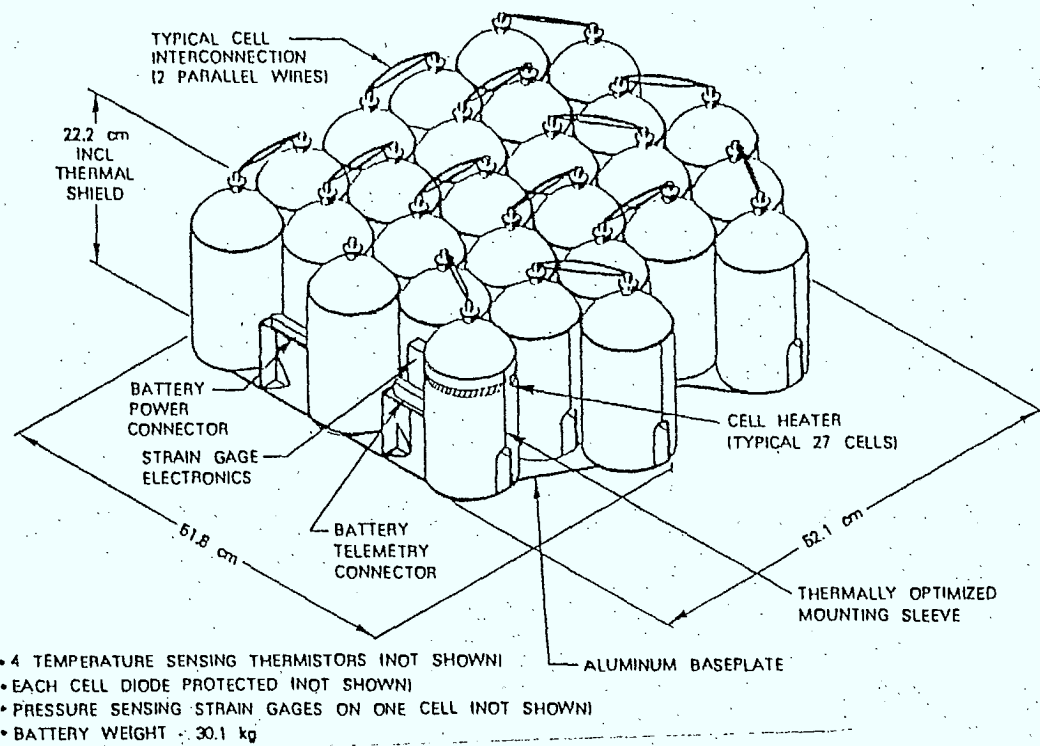 TYPICAL CELL
INTERCONNECTION
(2 PARALLEL WIRES)
22.2 cm
INCL
THERMAL
SHIELD
BATTERY
POWER
CONNECTOR
STRAIN GAGE
ELECTRONICS
BATTERY
TELEMETRY
CONNECTOR
CELL HEATER
(TYPICAL 27 CELLS)
51.8 cm
52.1 cm
THERMALLY OPTIMIZED
MOUNTING SLEEVE
ALUMINUM BASEPLATE
• 4 TEMPERATURE SENSING THERMISTORS (NOT SHOWN)
• EACH CELL DIODE PROTECTED (NOT SHOWN)
• PRESSURE SENSING STRAIN GAGES ON ONE CELL (NOT SHOWN)
• BATTERY WEIGHT - 30.1 kg